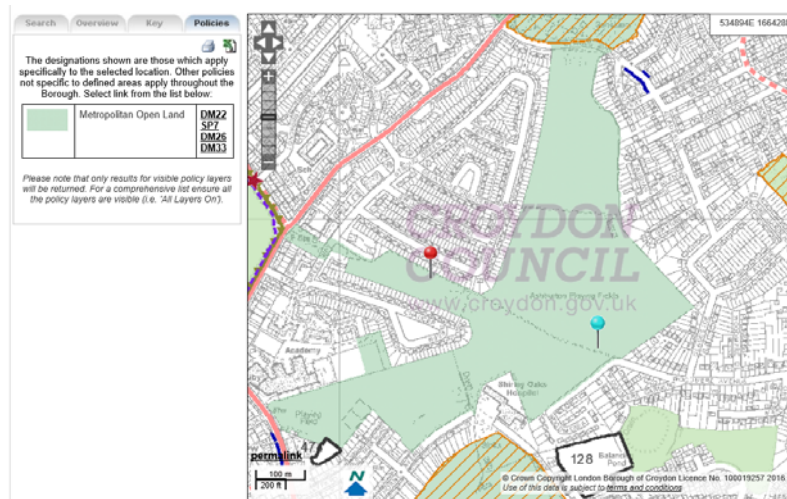 Search
Overview
Key
Policies
The designations shown are those which apply
specifically to the selected location. Other policies
not specific to defined areas apply throughout the
Borough. Select link from the list below:
Metropolitan Open Land
DM22
SP7
DM26
DM33
Please note that only results for visible policy layers
will be returned. For a comprehensive list ensure all
the policy layers are visible (i.e. 'All Layers On').
534894E 166428
Sch
CROYDON
COUNCIL
www.croydon.gov.uk
Academy
Playing
Field
Shirley Oaks
Hospital
47
128
Balancing
Pond
permalink
100 m
200 ft
N
© Crown Copyright London Borough of Croydon Licence No. 100019257 2016.
Use of this data is subject to terms and conditions